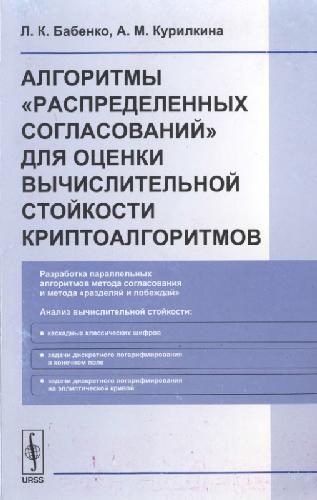 Л. К. Бабенко, А. М. Курилкина
АЛГОРИТМЫ
«РАСПРЕДЕЛЕННЫХ
СОГЛАСОВАНИЙ»
ДЛЯ ОЦЕНКИ
ВЫЧИСЛИТЕЛЬНОЙ
СТОЙКОСТИ
КРИПТОАЛГОРИТМОВ
Разработка параллельных
алгоритмов метода согласования
и метода «разделяй и побеждай»
Анализ вычислительной стойкости:
каскадных классических шифров
задачи дискретного логарифмирования
в конечном поле
задачи дискретного логарифмирования
на эллиптической кривой
URSS